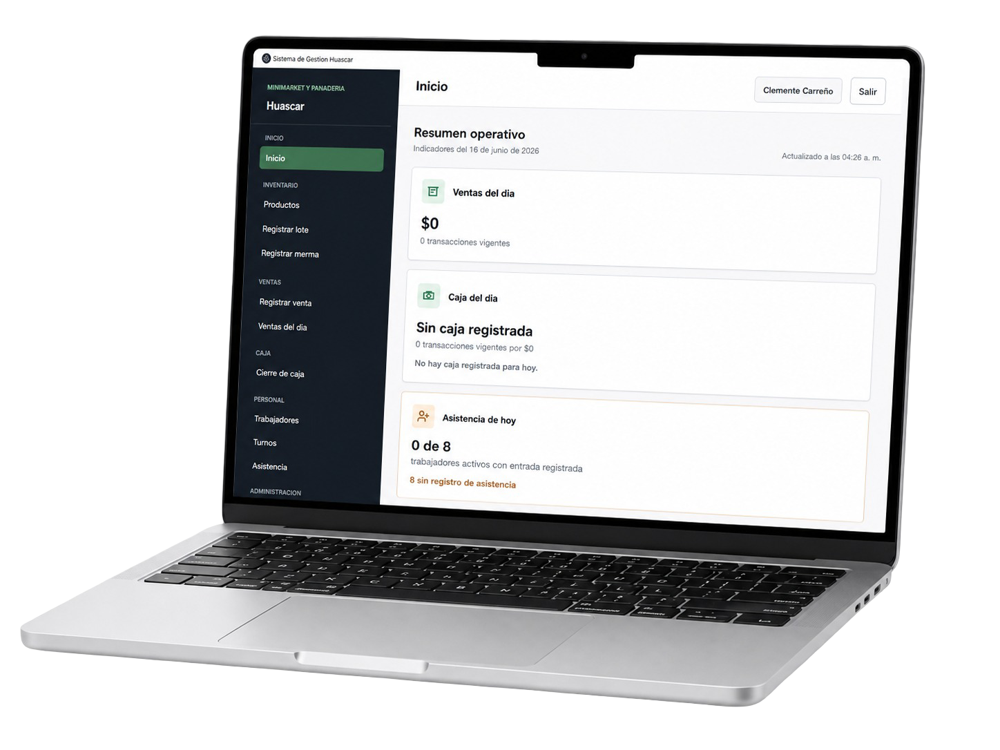 Sistema de Gestion Huascar
MINIMARKET Y PANADERIA
Huascar
INICIO
Inicio
INVENTARIO
Productos
Registrar lote
Registrar merma
VENTAS
Registrar venta
Ventas del dia
CAJA
Cierre de caja
PERSONAL
Trabajadores
Turnos
Asistencia
ADMINISTRACION
Inicio
Clemente Carreño
Salir
Resumen operativo
Indicadores del 16 de junio de 2026
Actualizado a las 04:26 a. m.
Ventas del dia
$0
0 transacciones vigentes
Caja del dia
Sin caja registrada
0 transacciones vigentes por $0
No hay caja registrada para hoy.
Asistencia de hoy
0 de 8
trabajadores activos con entrada registrada
8 sin registro de asistencia